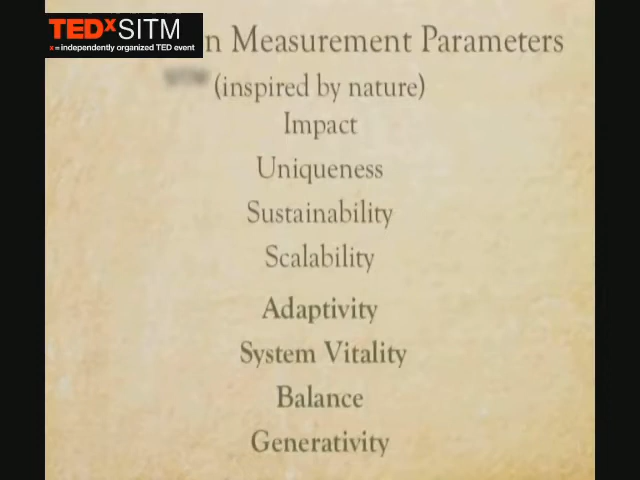 TEDxSITM
x = independently organized TED event
n Measurement Parameters
(inspired by nature)
Impact
Uniqueness
Sustainability
Scalability
Adaptivity
System Vitality
Balance
Generativity